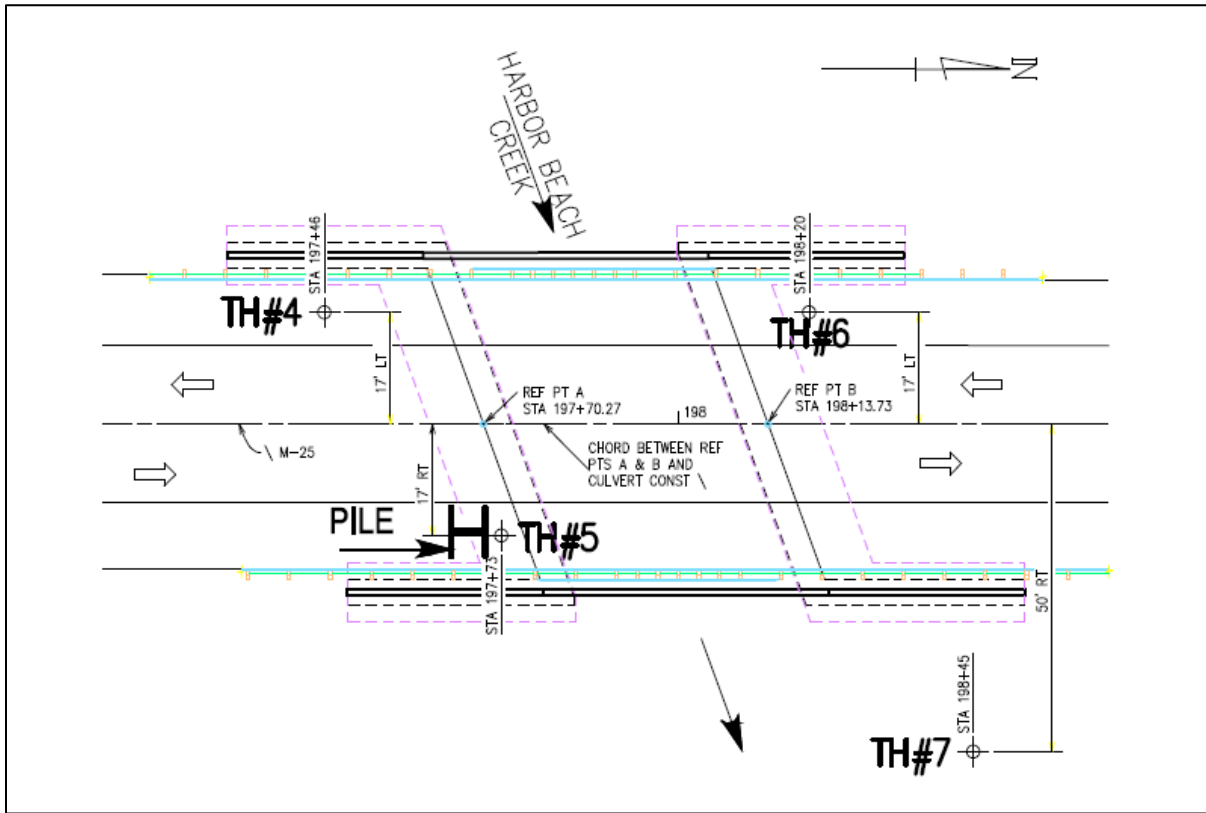 HARBOR BEACH
CREEK
N
STA 197+46
STA 198+20
TH#4
TH#6
17' LT
17' LT
REF PT A
STA 197+70.27
REF PT B
STA 198+13.73
198
\ M-25
CHORD BETWEEN REF
PTS A & B AND
CULVERT CONST \
17' RT
PILE
H
TH#5
STA 197+73
50' RT
STA 198+45
TH#7